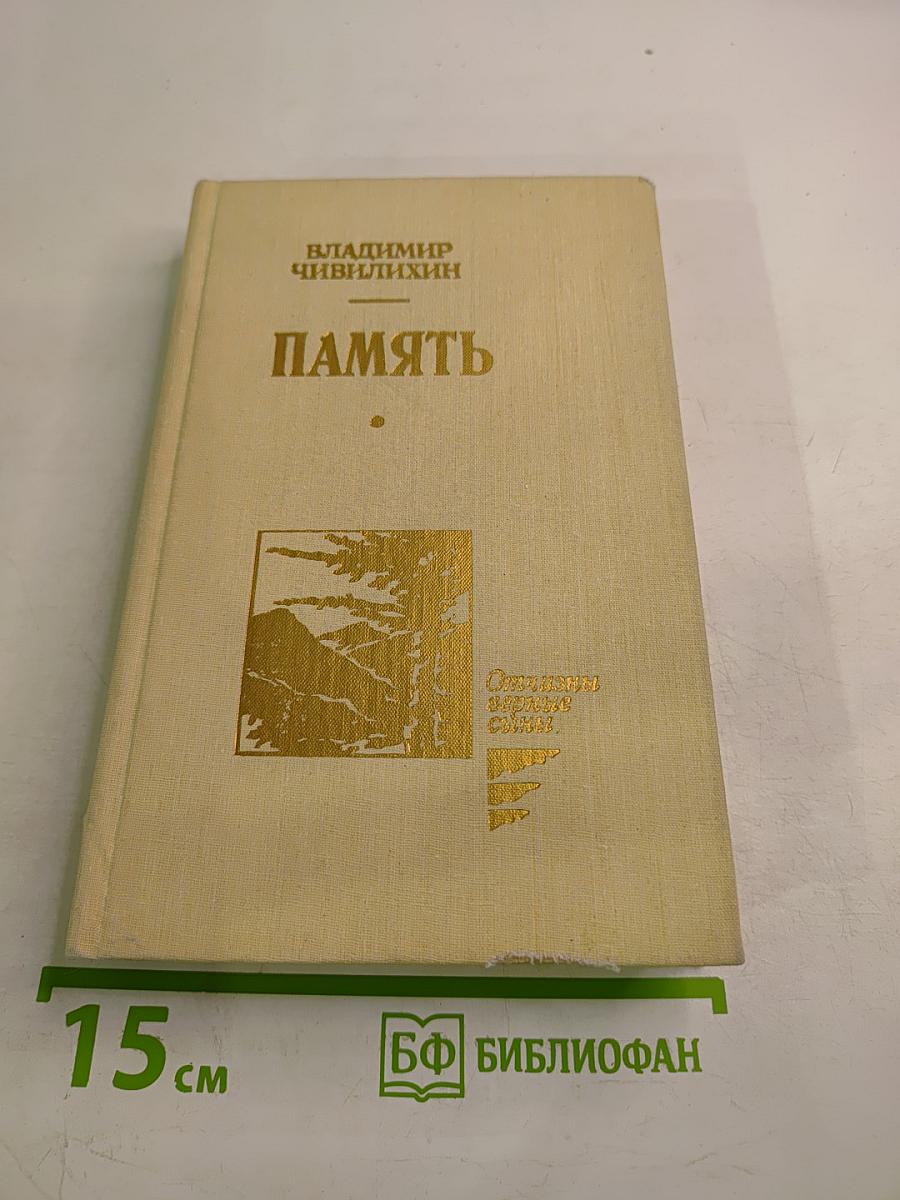 ВЛАДИМИР
ЧИВИЛИХИН
ПАМЯТЬ
Отчизны
верные
сыны
15 см
БФ БИБЛИОФАН